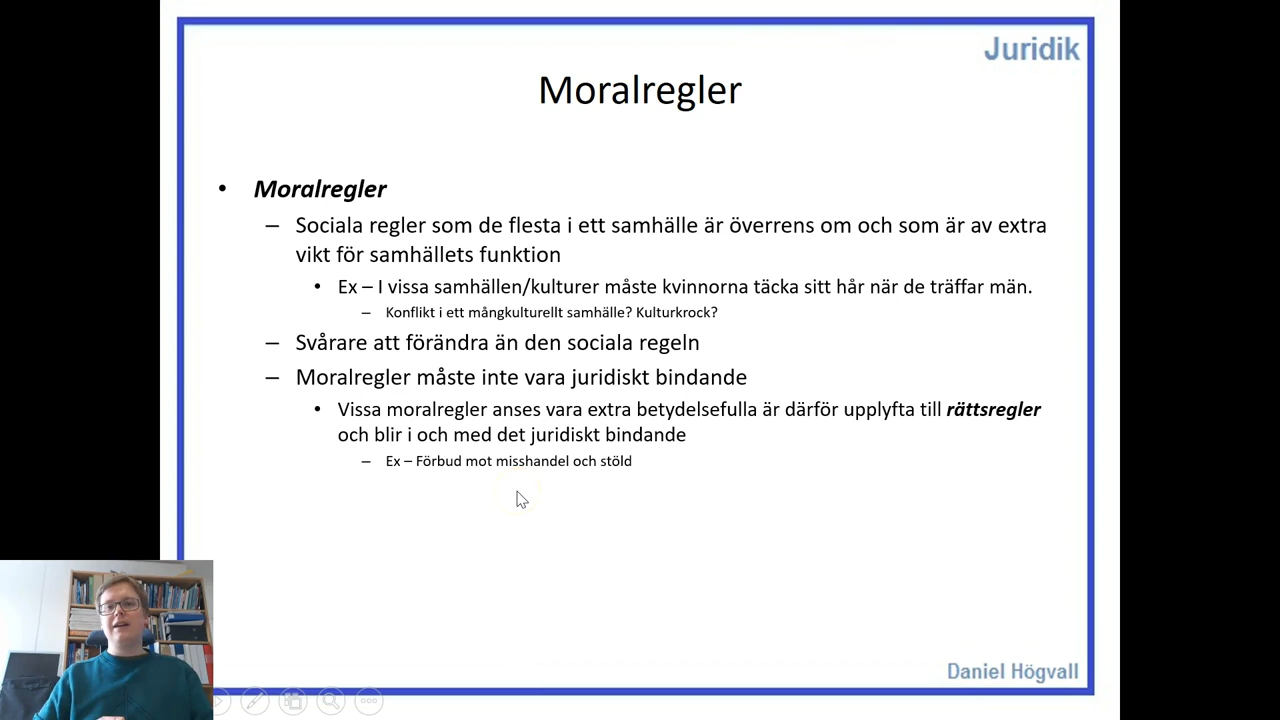 Juridik
Moralregler
• Moralregler
– Sociala regler som de flesta i ett samhälle är överrens om och som är av extra
vikt för samhällets funktion
• Ex – I vissa samhällen/kulturer måste kvinnorna täcka sitt hår när de träffar män.
– Konflikt i ett mångkulturellt samhälle? Kulturkrock?
– Svårare att förändra än den sociala regeln
– Moralregler måste inte vara juridiskt bindande
• Vissa moralregler anses vara extra betydelsefulla är därför upplyfta till rättsregler
och blir i och med det juridiskt bindande
– Ex – Förbud mot misshandel och stöld
Daniel Högvall